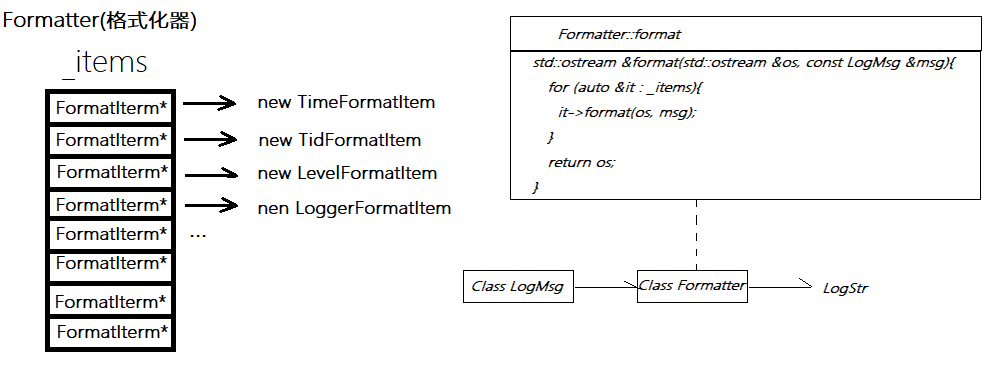 Formatter(格式化器)
_items
FormatIterm*
FormatIterm*
FormatIterm*
FormatIterm*
FormatIterm*
FormatIterm*
FormatIterm*
FormatIterm*
new TimeFormatItem
new TidFormatItem
new LevelFormatItem
nen LoggerFormatItem
...
Formatter::format
std::ostream &format(std::ostream &os, const LogMsg &msg){
for (auto &it : _items){
it->format(os, msg);
}
return os;
}
Class LogMsg
Class Formatter
LogStr